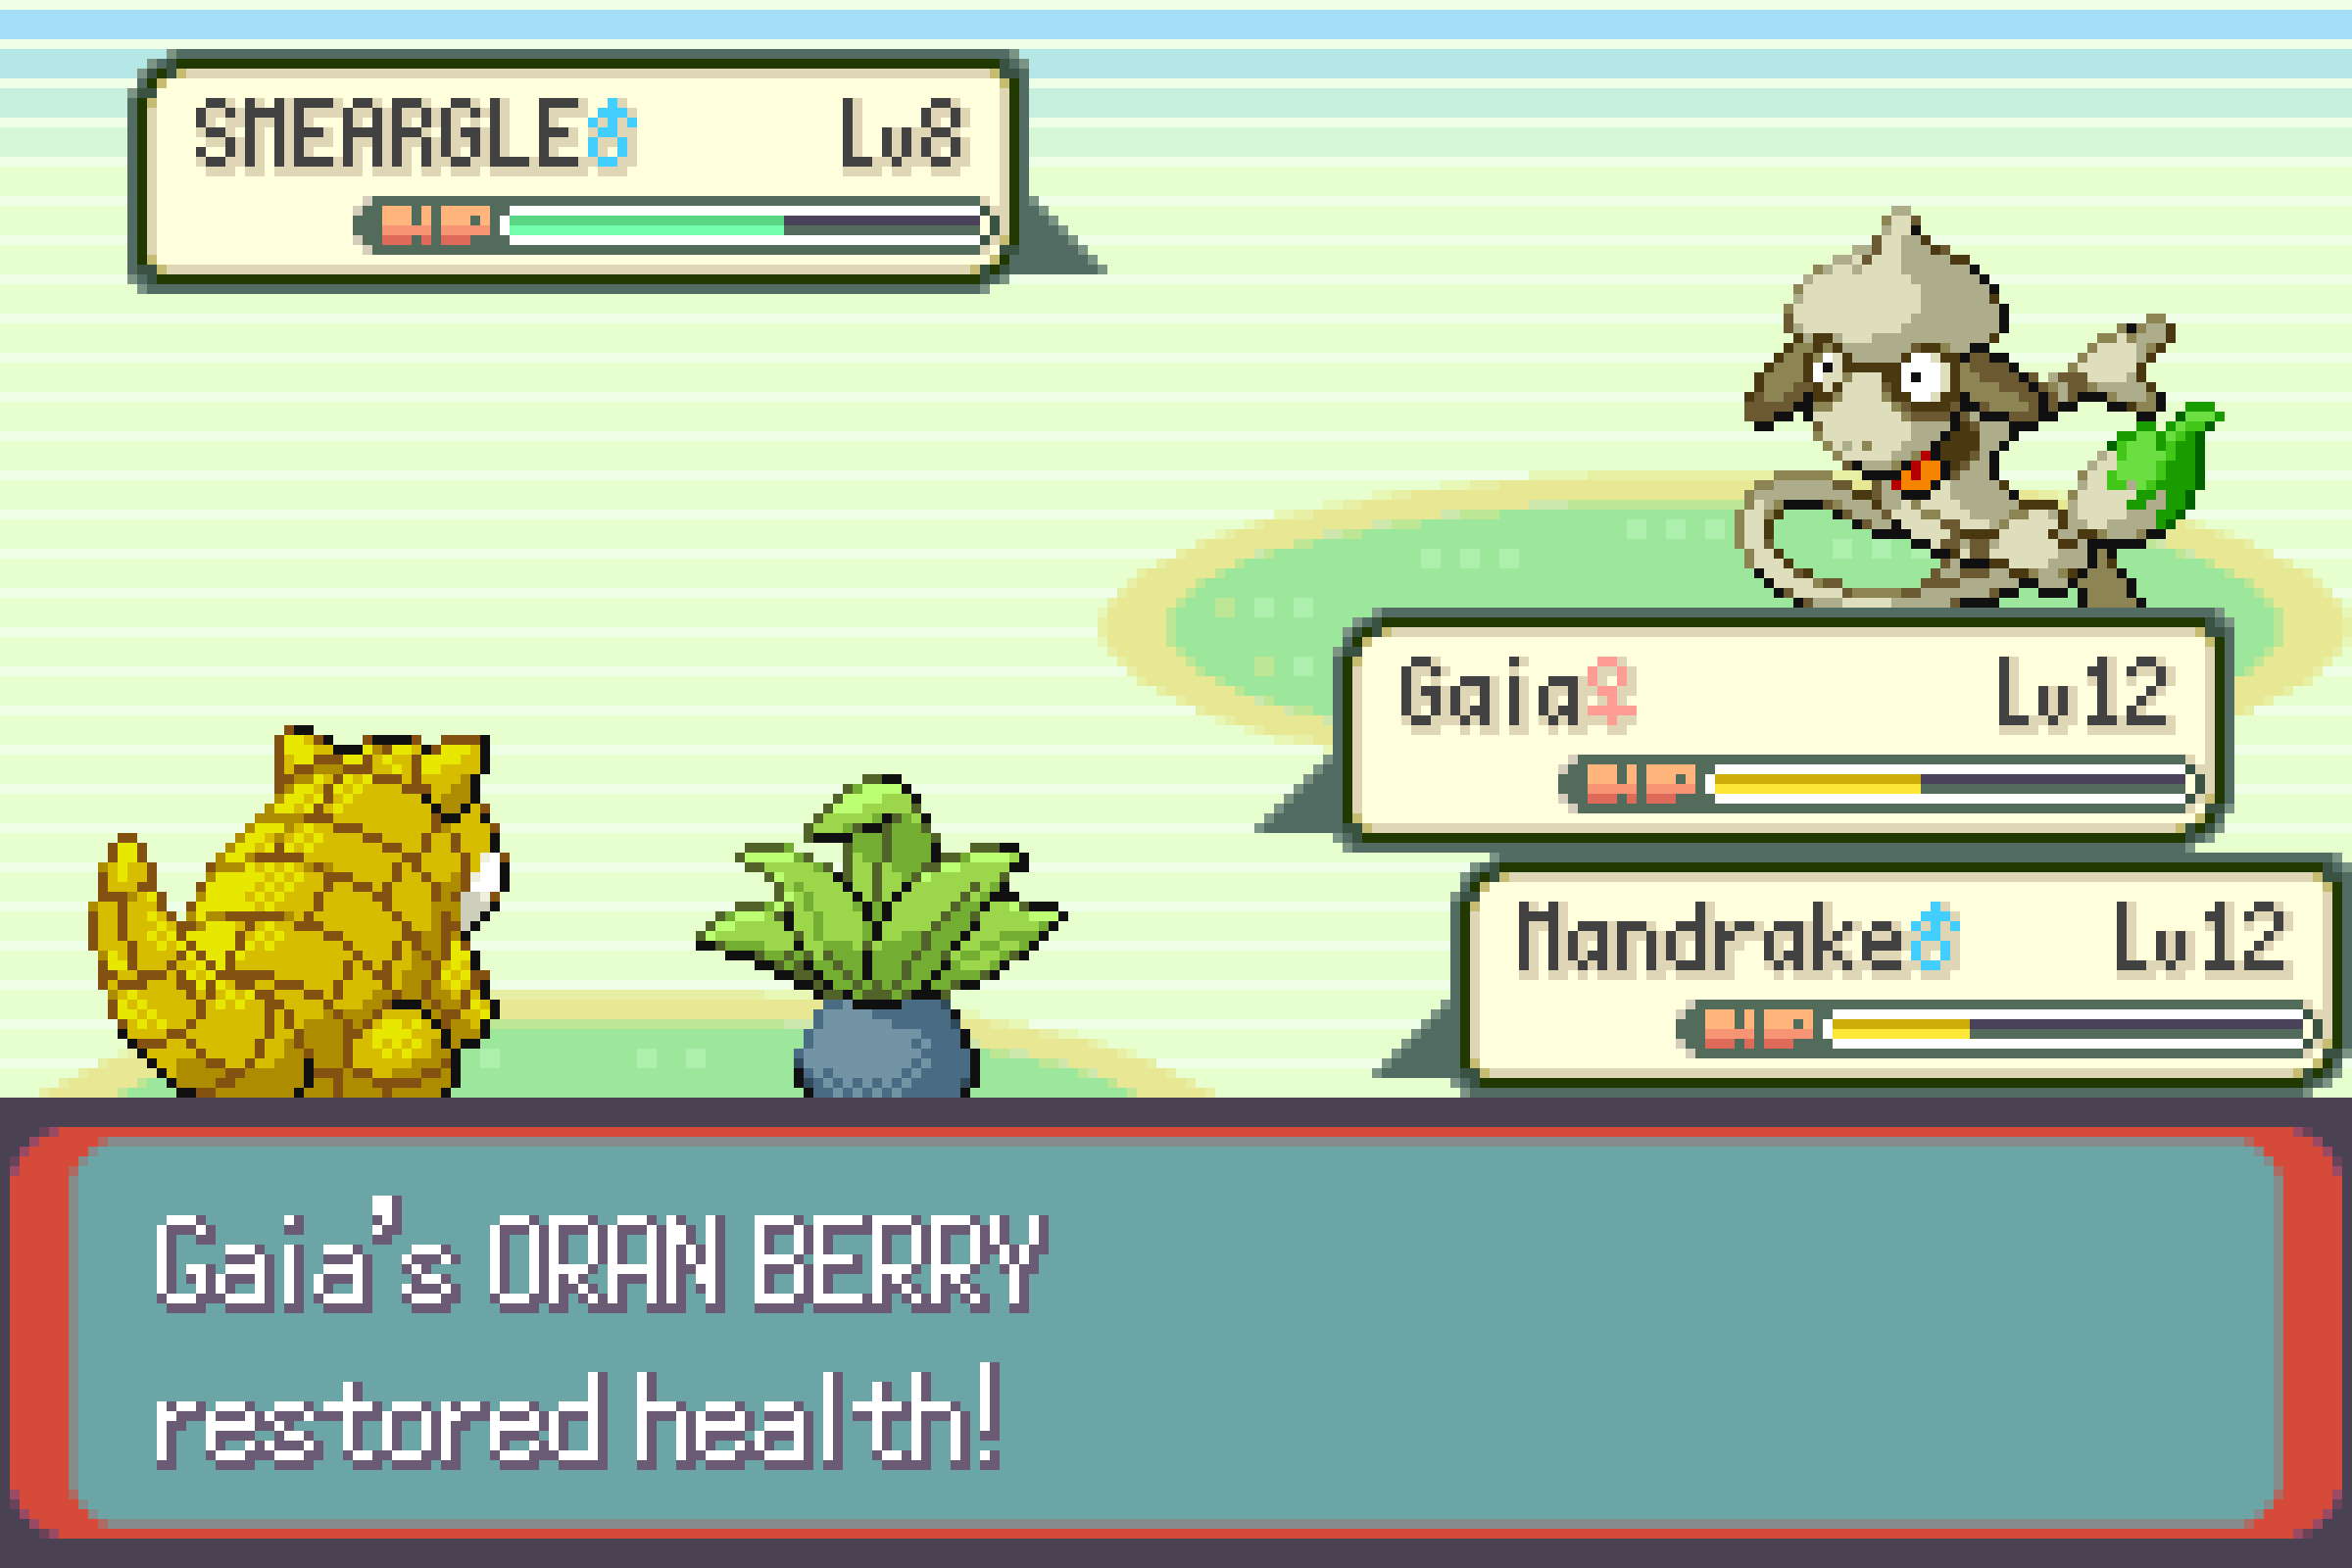 SMEARGLE♂ Lv8
HP
Gaia♀ Lv12
HP
Mandrake♂ Lv12
HP
Gaia's ORAN BERRY
restored health!